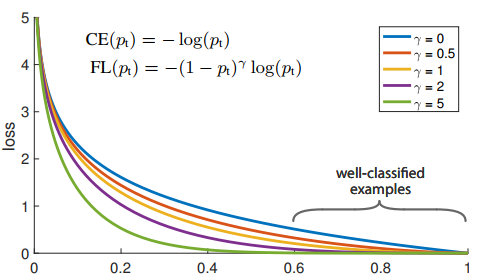 5
4
3
2
1
0
loss
CE(pt) = − log(pt)
FL(pt) = −(1 − pt)γ log(pt)
γ = 0
γ = 0.5
γ = 1
γ = 2
γ = 5
well-classified
examples
0
0.2
0.4
0.6
0.8
1